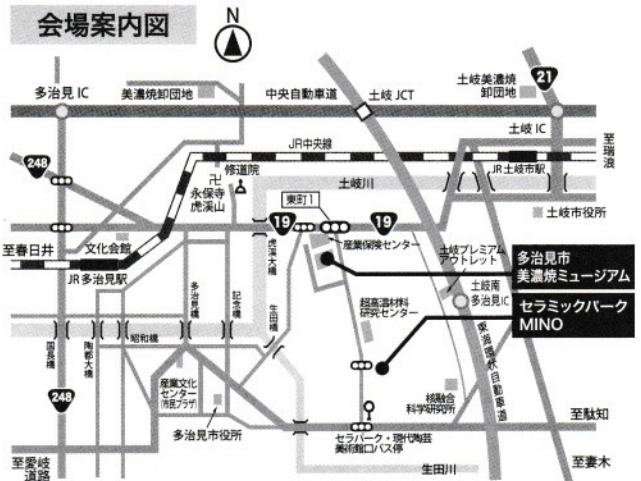 会場案内図
N
多治見 IC
美濃焼卸団地
中央自動車道
土岐 JCT
土岐美濃焼
卸団地
21
土岐 IC
至瑞浪
JR中央線
248
修道院
永保寺
虎渓山
土岐川
JR土岐市駅
土岐市役所
東町1
19
19
至春日井
文化会館
産業保険センター
土岐プレミアム
アウトレット
多治見市
美濃焼ミュージアム
JR多治見駅
虎渓大橋
土岐南
多治見IC
セラミックパーク
MINO
多治見橋
記念橋
生田橋
超高温材料
研究センター
国長橋
陶都大橋
昭和橋
東海環状自動車道
248
産業文化
センター
(市民プラザ)
核融合
科学研究所
多治見市役所
至駄知
セラパーク・現代陶芸
美術館口バス停
至愛岐
道路
生田川
至妻木